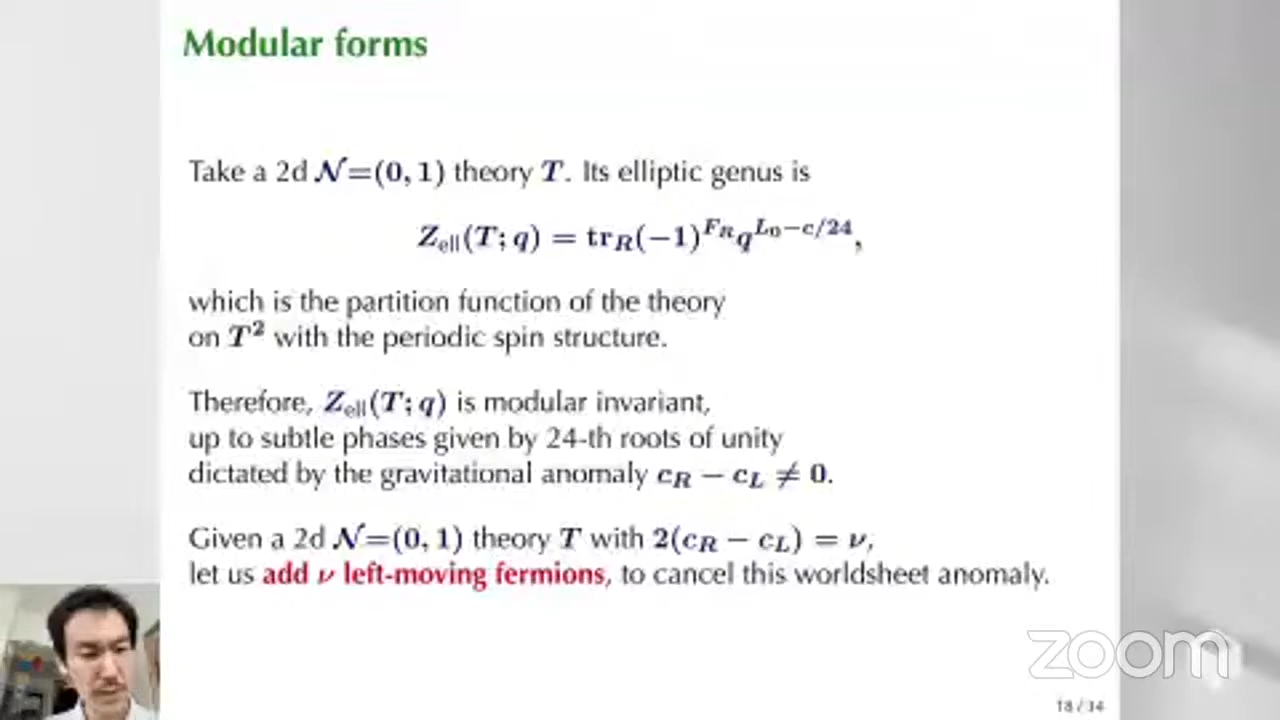 Modular forms
Take a 2d 𝒩=(0, 1) theory T. Its elliptic genus is
Z_ell(T; q) = tr_R(−1)^{F_R} q^{L_0−c/24},
which is the partition function of the theory
on T² with the periodic spin structure.
Therefore, Z_ell(T; q) is modular invariant,
up to subtle phases given by 24-th roots of unity
dictated by the gravitational anomaly c_R − c_L ≠ 0.
Given a 2d 𝒩=(0, 1) theory T with 2(c_R − c_L) = ν,
let us add ν left-moving fermions, to cancel this worldsheet anomaly.
zoom
18/34